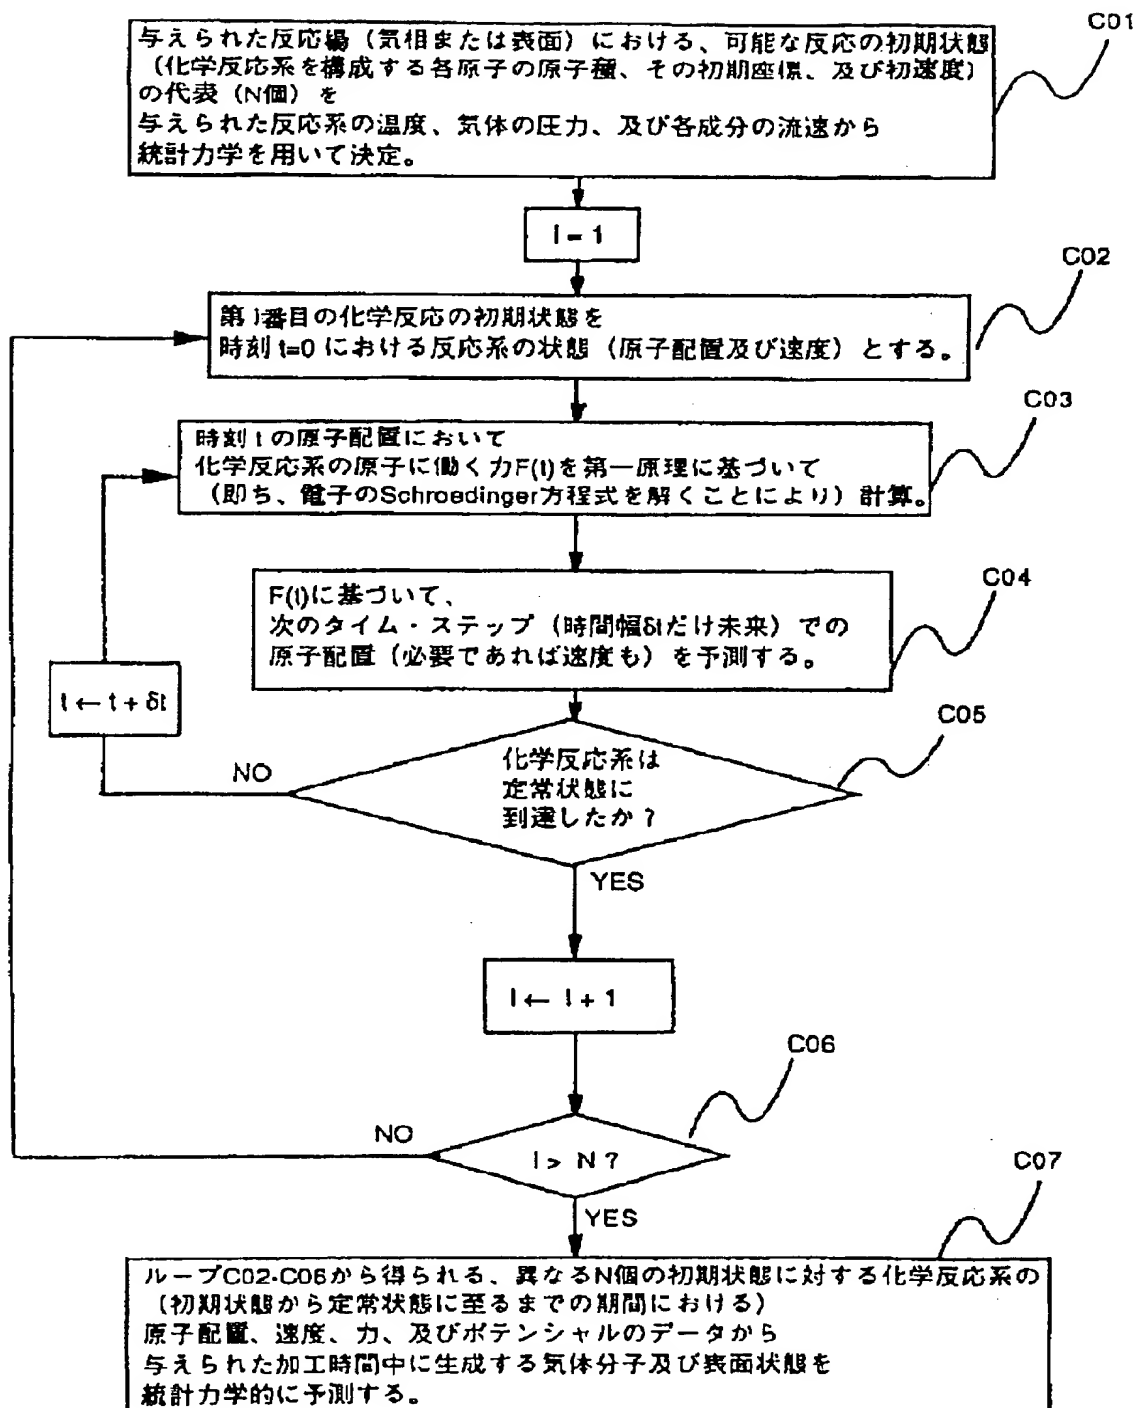 C01
与えられた反応場（気相または表面）における、可能な反応の初期状態
（化学反応系を構成する各原子の原子種、その初期座標、及び初速度）
の代表（N個）を
与えられた反応系の温度、気体の圧力、及び各成分の流速から
統計力学を用いて決定。
I = 1
C02
第I番目の化学反応の初期状態を
時刻 t=0 における反応系の状態（原子配置及び速度）とする。
C03
時刻 t の原子配置において
化学反応系の原子に働く力F(t)を第一原理に基づいて
（即ち、電子のSchroedinger方程式を解くことにより）計算。
C04
F(t)に基づいて、
次のタイム・ステップ（時間幅δtだけ未来）での
原子配置（必要であれば速度も）を予測する。
t ← t + δt
C05
化学反応系は
定常状態に
到達したか？
NO
YES
I ← I + 1
C06
NO
I > N ?
YES
C07
ループC02-C06から得られる、異なるN個の初期状態に対する化学反応系の
（初期状態から定常状態に至るまでの期間における）
原子配置、速度、力、及びポテンシャルのデータから
与えられた加工時間中に生成する気体分子及び表面状態を
統計力学的に予測する。